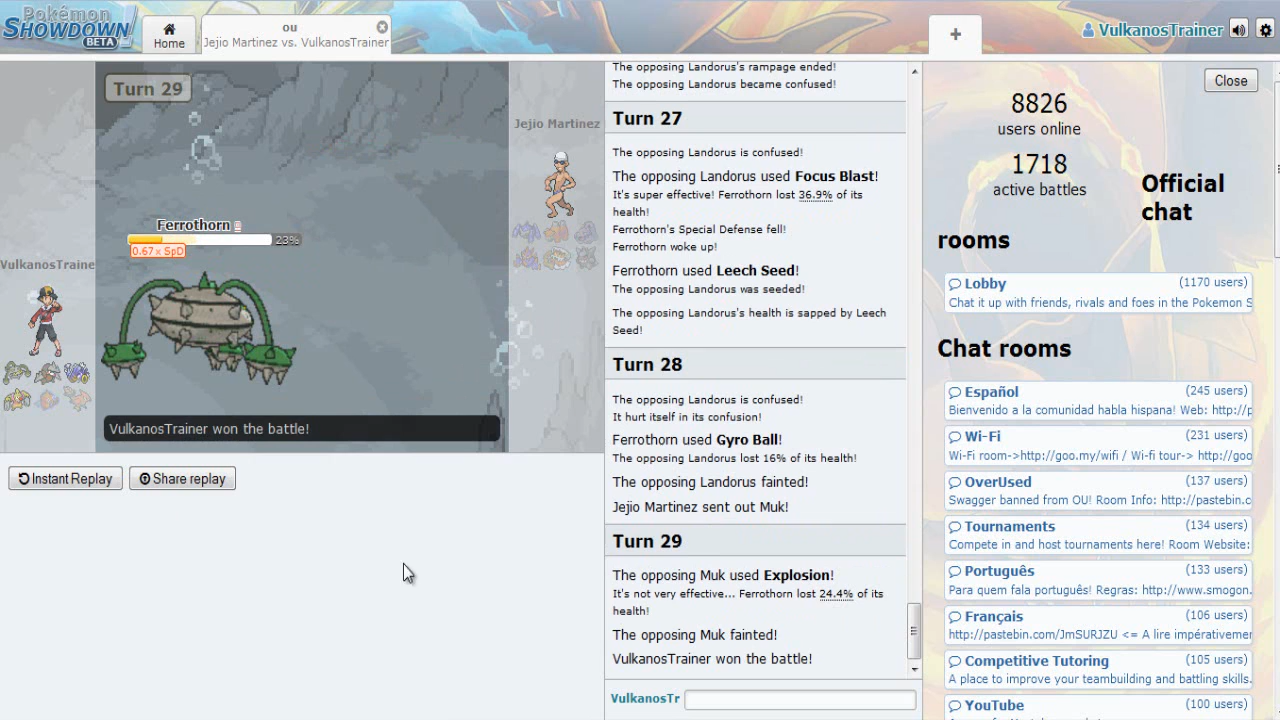 Pokémon
SHOWDOWN!
BETA
Home
ou
Jejio Martinez vs. VulkanosTrainer
+
VulkanosTrainer
Turn 29
Jejio Martinez
Ferrothorn
23%
0.67x SpD
VulkanosTraine
VulkanosTrainer won the battle!
Instant Replay
Share replay
The opposing Landorus's rampage ended!
The opposing Landorus became confused!
Turn 27
The opposing Landorus is confused!
The opposing Landorus used Focus Blast!
It's super effective! Ferrothorn lost 36.9% of its
health!
Ferrothorn's Special Defense fell!
Ferrothorn woke up!
Ferrothorn used Leech Seed!
The opposing Landorus was seeded!
The opposing Landorus's health is sapped by Leech
Seed!
Turn 28
The opposing Landorus is confused!
It hurt itself in its confusion!
Ferrothorn used Gyro Ball!
The opposing Landorus lost 16% of its health!
The opposing Landorus fainted!
Jejio Martinez sent out Muk!
Turn 29
The opposing Muk used Explosion!
It's not very effective... Ferrothorn lost 24.4% of its
health!
The opposing Muk fainted!
VulkanosTrainer won the battle!
VulkanosTr
Close
8826
users online
1718
active battles
Official
chat
rooms
Lobby (1170 users)
Chat it up with friends, rivals and foes in the Pokemon S
Chat rooms
Español (245 users)
Bienvenido a la comunidad habla hispana! Web: http://p
Wi-Fi (231 users)
Wi-Fi room->http://goo.my/wifi / Wi-fi tour-> http://goo
OverUsed (137 users)
Swagger banned from OU! Room Info: http://pastebin.c
Tournaments (134 users)
Compete in and host tournaments here! Room Website:
Português (133 users)
Para quem fala português! Regras: http://www.smogon.
Français (106 users)
http://pastebin.com/JmSURJZU <= A lire impérativemer
Competitive Tutoring (105 users)
A place to improve your teambuilding and battling skills.
YouTube (100 users)